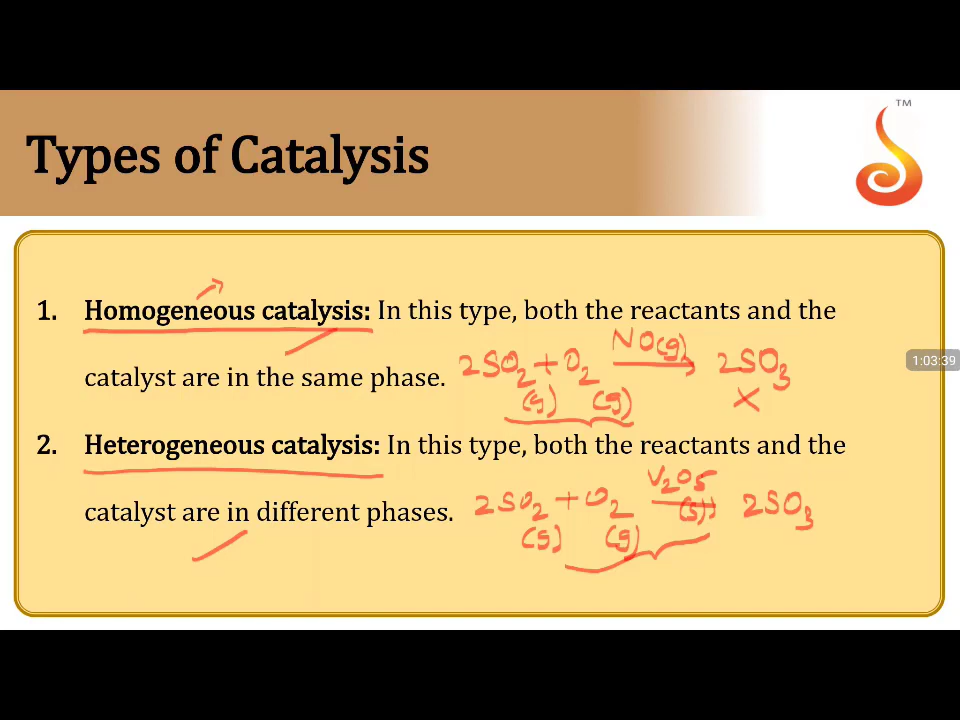 TM
Types of Catalysis
1. Homogeneous catalysis: In this type, both the reactants and the
NO(g)
catalyst are in the same phase. 2SO2 + O2 → 2SO3
(g) (g) X
1:03:39
2. Heterogeneous catalysis: In this type, both the reactants and the
V2O5
catalyst are in different phases. 2SO2 + O2 → 2SO3
(s)
(g) (g)